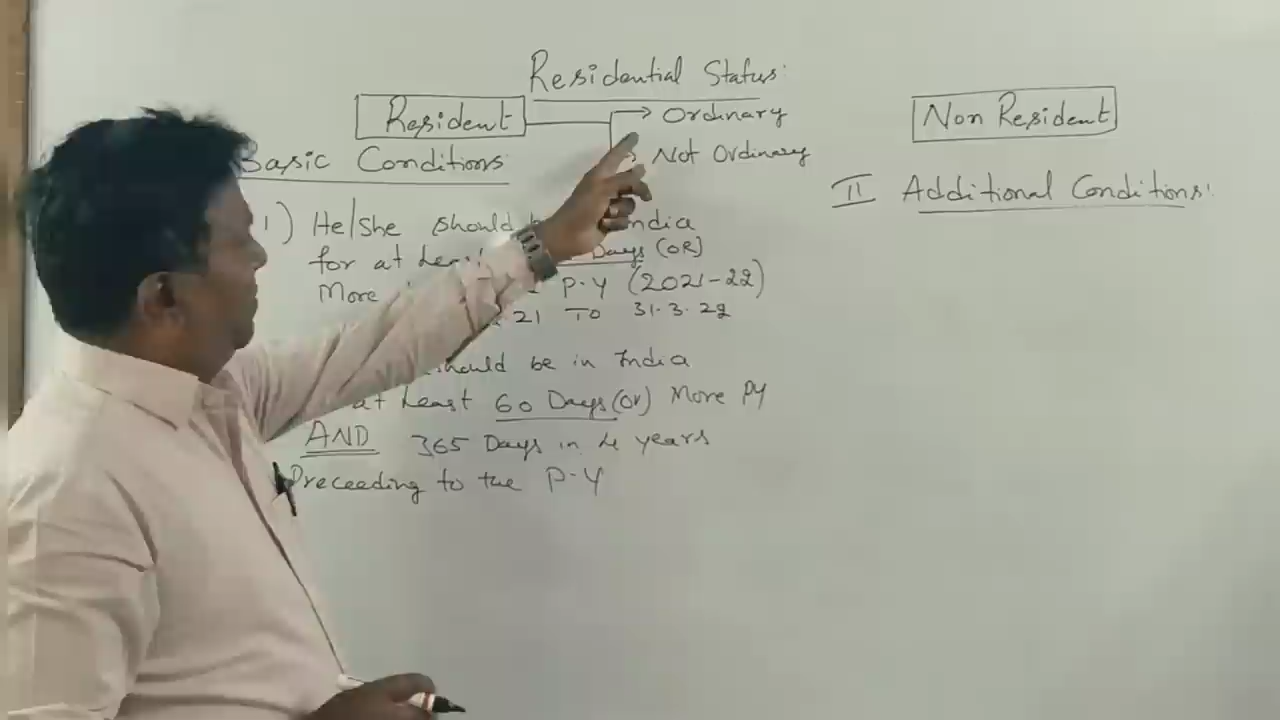 Residential Status:
Resident
Ordinary
Not Ordinary
Non Resident
Basic Conditions
II Additional Conditions:
1) He/She should India
for at Days (OR)
More P.Y (2021-22)
21 TO 31.3.22
should be in India
at Least 60 Days (or) More PY
AND 365 Days in 4 years
Preceeding to the P-Y